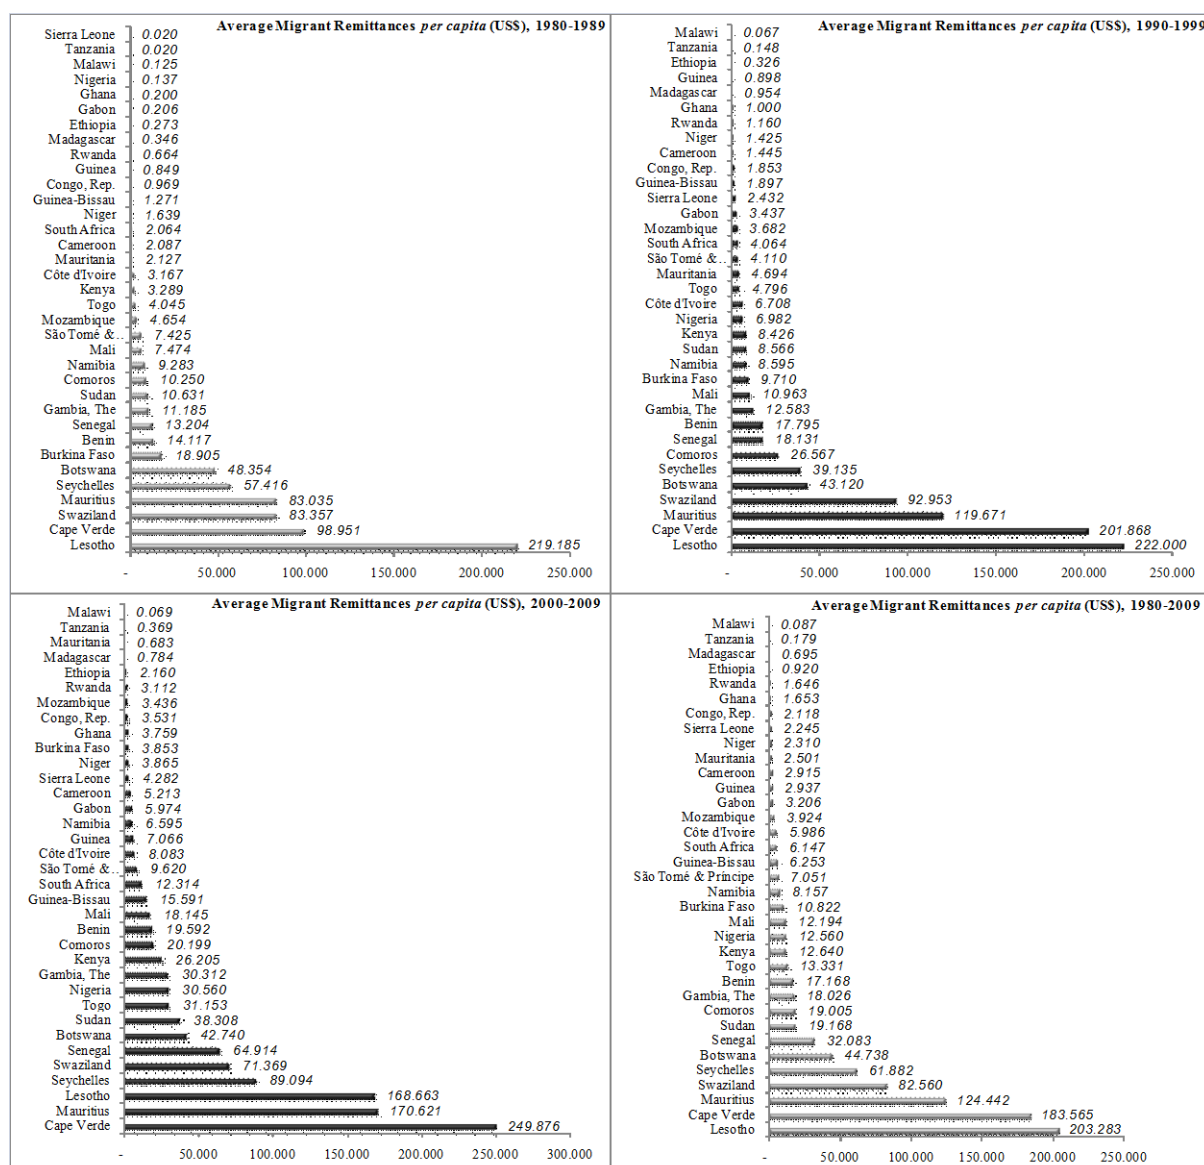 Average Migrant Remittances per capita (US$), 1980-1989
Sierra Leone 0.020
Tanzania 0.020
Malawi 0.125
Nigeria 0.137
Ghana 0.200
Gabon 0.206
Ethiopia 0.273
Madagascar 0.346
Rwanda 0.664
Guinea 0.849
Congo, Rep. 0.969
Guinea-Bissau 1.271
Niger 1.639
South Africa 2.064
Cameroon 2.087
Mauritania 2.127
Côte d'Ivoire 3.167
Kenya 3.289
Togo 4.045
Mozambique 4.654
São Tomé &... 7.425
Mali 7.474
Namibia 9.283
Comoros 10.250
Sudan 10.631
Gambia, The 11.185
Senegal 13.204
Benin 14.117
Burkina Faso 18.905
Botswana 48.354
Seychelles 57.416
Mauritius 83.035
Swaziland 83.357
Cape Verde 98.951
Lesotho 219.185
- 50.000 100.000 150.000 200.000 250.000
Average Migrant Remittances per capita (US$), 1990-1999
Malawi 0.067
Tanzania 0.148
Ethiopia 0.326
Guinea 0.898
Madagascar 0.954
Ghana 1.000
Rwanda 1.160
Niger 1.425
Cameroon 1.445
Congo, Rep. 1.853
Guinea-Bissau 1.897
Sierra Leone 2.432
Gabon 3.437
Mozambique 3.682
South Africa 4.064
São Tomé &... 4.110
Mauritania 4.694
Togo 4.796
Côte d'Ivoire 6.708
Nigeria 6.982
Kenya 8.426
Sudan 8.566
Namibia 8.595
Burkina Faso 9.710
Mali 10.963
Gambia, The 12.583
Benin 17.795
Senegal 18.131
Comoros 26.567
Seychelles 39.135
Botswana 43.120
Swaziland 92.953
Mauritius 119.671
Cape Verde 201.868
Lesotho 222.000
- 50.000 100.000 150.000 200.000 250.000
Average Migrant Remittances per capita (US$), 2000-2009
Malawi 0.069
Tanzania 0.369
Mauritania 0.683
Madagascar 0.784
Ethiopia 2.160
Rwanda 3.112
Mozambique 3.436
Congo, Rep. 3.531
Ghana 3.759
Burkina Faso 3.853
Niger 3.865
Sierra Leone 4.282
Cameroon 5.213
Gabon 5.974
Namibia 6.595
Guinea 7.066
Côte d'Ivoire 8.083
São Tomé &... 9.620
South Africa 12.314
Guinea-Bissau 15.591
Mali 18.145
Benin 19.592
Comoros 20.199
Kenya 26.205
Gambia, The 30.312
Nigeria 30.560
Togo 31.153
Sudan 38.308
Botswana 42.740
Senegal 64.914
Swaziland 71.369
Seychelles 89.094
Lesotho 168.663
Mauritius 170.621
Cape Verde 249.876
- 50.000 100.000 150.000 200.000 250.000 300.000
Average Migrant Remittances per capita (US$), 1980-2009
Malawi 0.087
Tanzania 0.179
Madagascar 0.695
Ethiopia 0.920
Rwanda 1.646
Ghana 1.653
Congo, Rep. 2.118
Sierra Leone 2.245
Niger 2.310
Mauritania 2.501
Cameroon 2.915
Guinea 2.937
Gabon 3.206
Mozambique 3.924
Côte d'Ivoire 5.986
South Africa 6.147
Guinea-Bissau 6.253
São Tomé & Príncipe 7.051
Namibia 8.157
Burkina Faso 10.822
Mali 12.194
Nigeria 12.560
Kenya 12.640
Togo 13.331
Benin 17.168
Gambia, The 18.026
Comoros 19.005
Sudan 19.168
Senegal 32.083
Botswana 44.738
Seychelles 61.882
Swaziland 82.560
Mauritius 124.442
Cape Verde 183.565
Lesotho 203.283
- 50.000 100.000 150.000 200.000 250.000